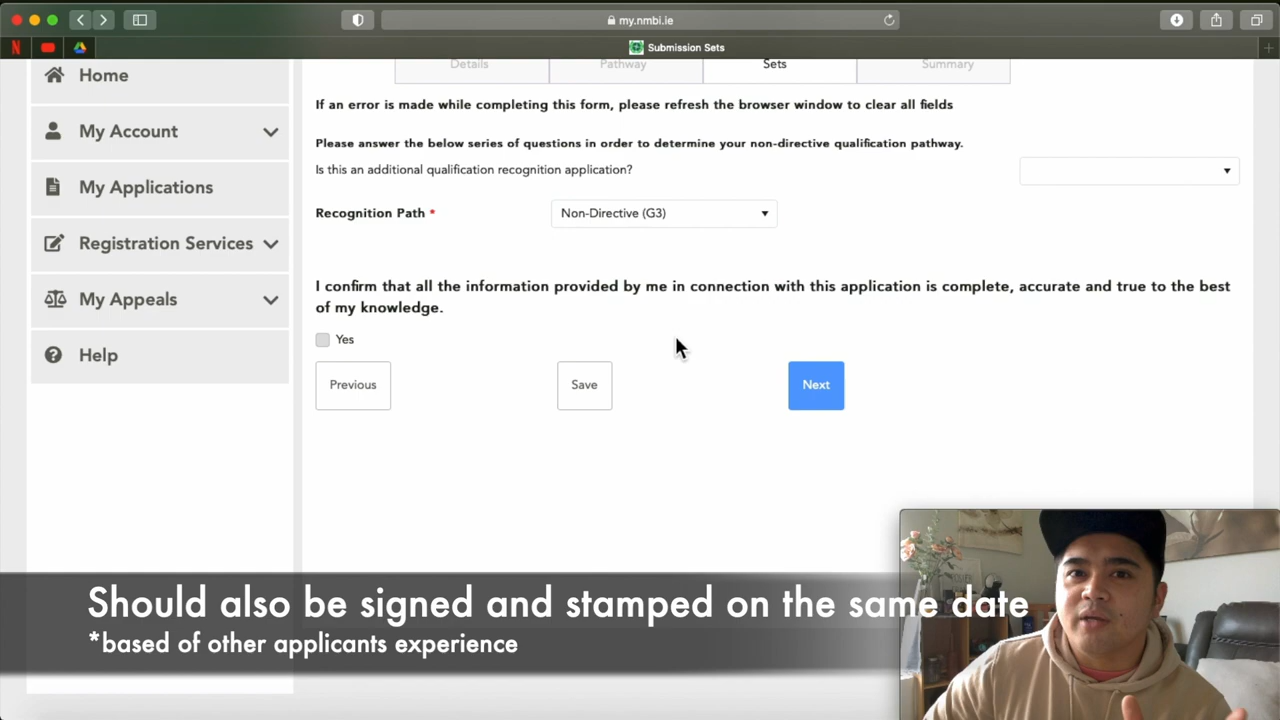 my.nmbi.ie
Submission Sets
Home
My Account
My Applications
Registration Services
My Appeals
Help
Details
Pathway
Sets
Summary
If an error is made while completing this form, please refresh the browser window to clear all fields
Please answer the below series of questions in order to determine your non-directive qualification pathway.
Is this an additional qualification recognition application?
Recognition Path *
Non-Directive (G3)
I confirm that all the information provided by me in connection with this application is complete, accurate and true to the best
of my knowledge.
Yes
Previous
Save
Next
Should also be signed and stamped on the same date
*based of other applicants experience